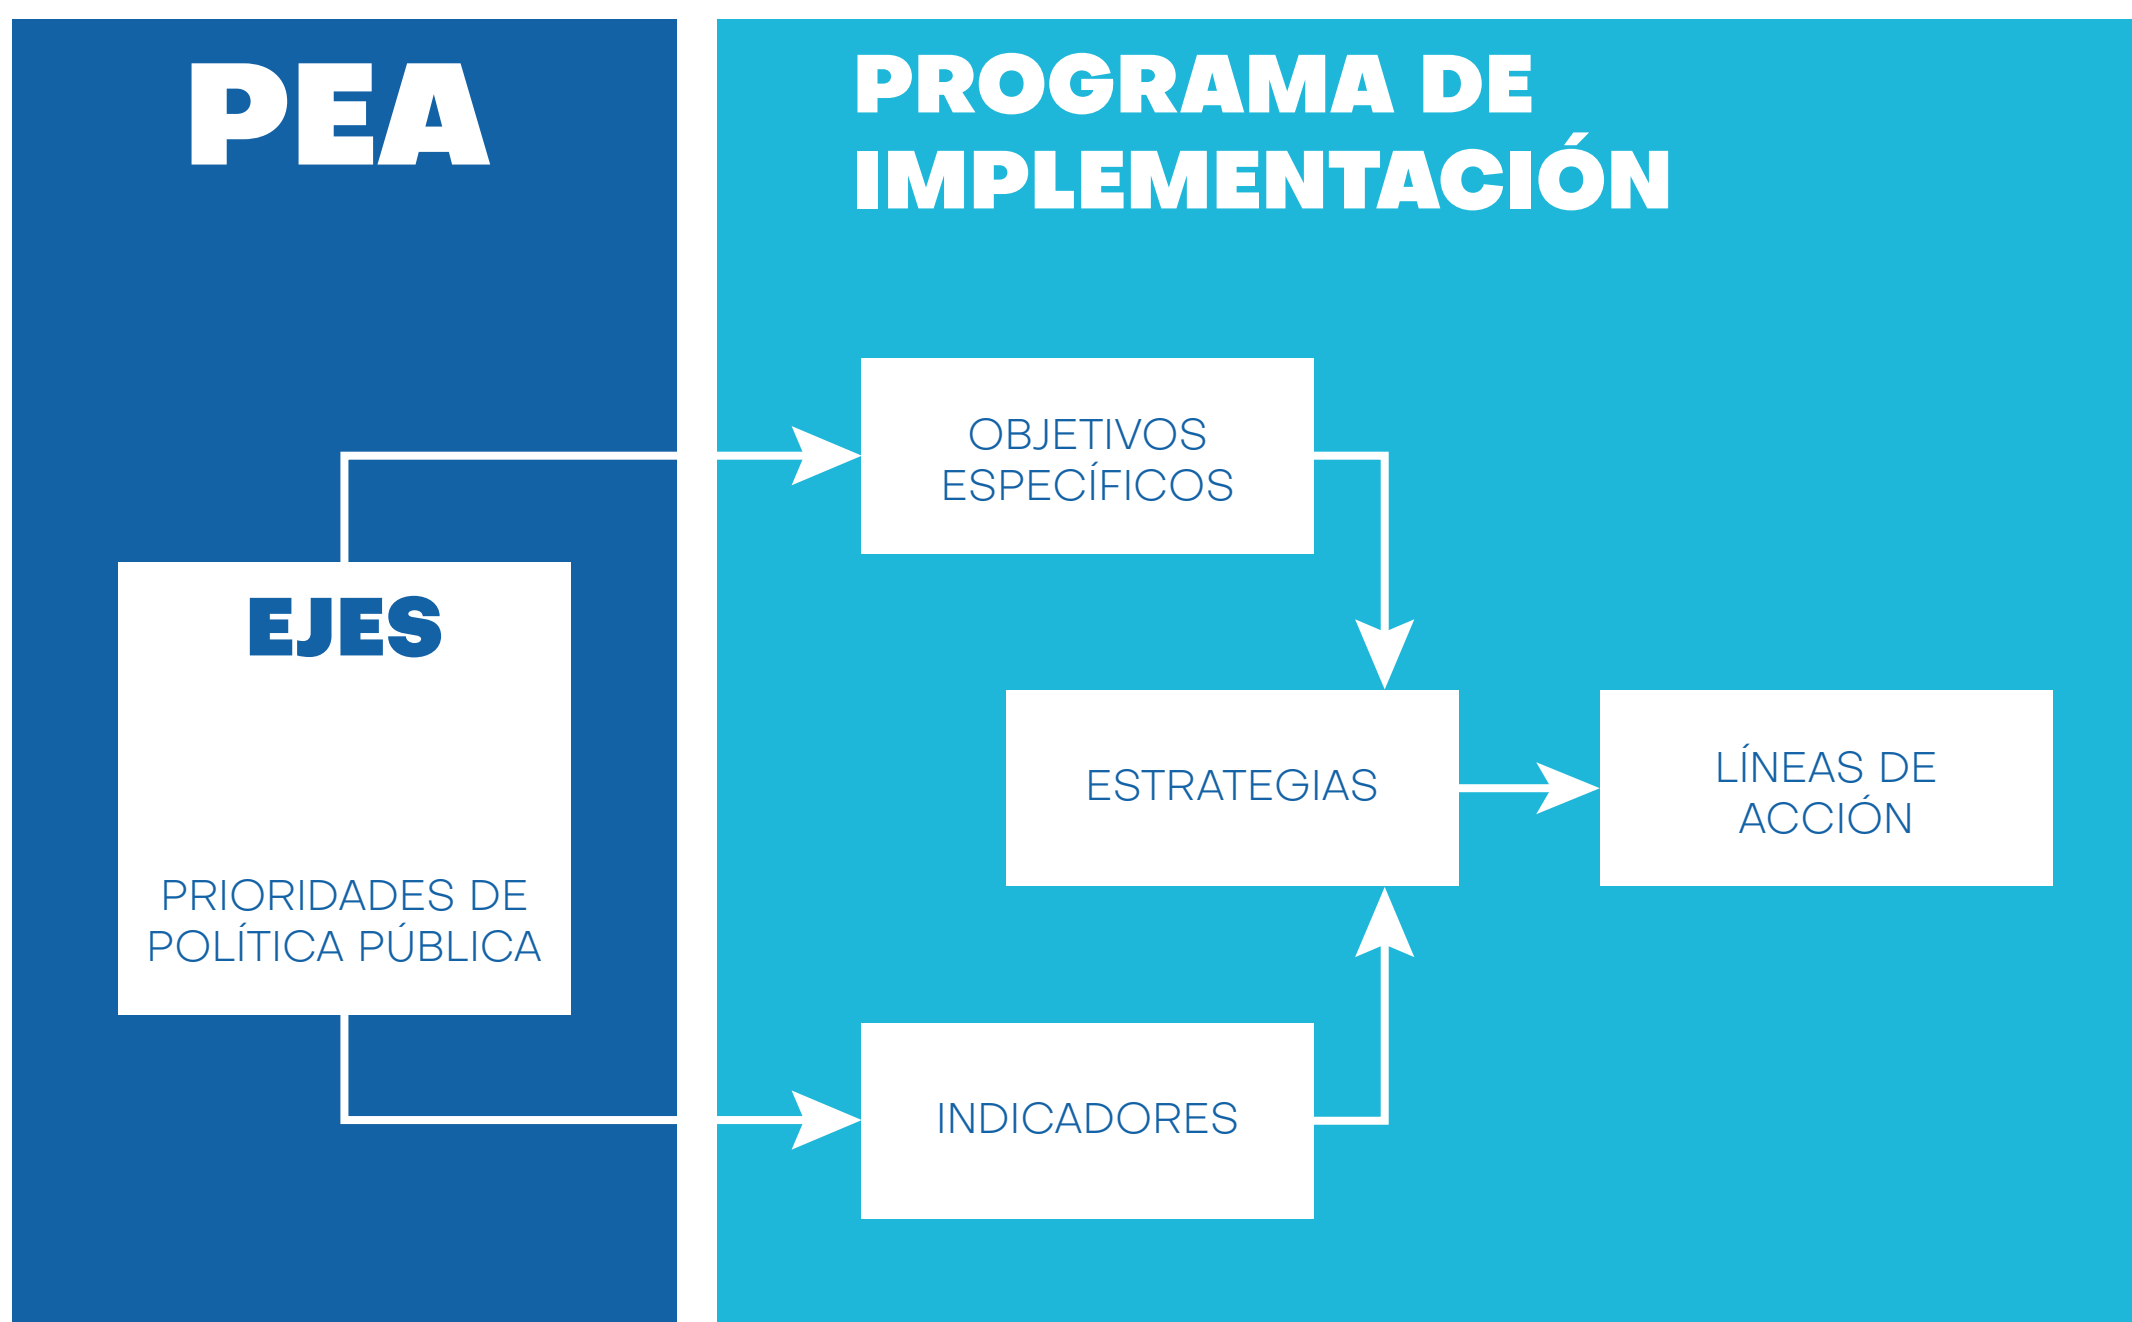 PEA
EJES
PRIORIDADES DE
POLÍTICA PÚBLICA
PROGRAMA DE
IMPLEMENTACIÓN
OBJETIVOS
ESPECÍFICOS
ESTRATEGIAS
LÍNEAS DE
ACCIÓN
INDICADORES